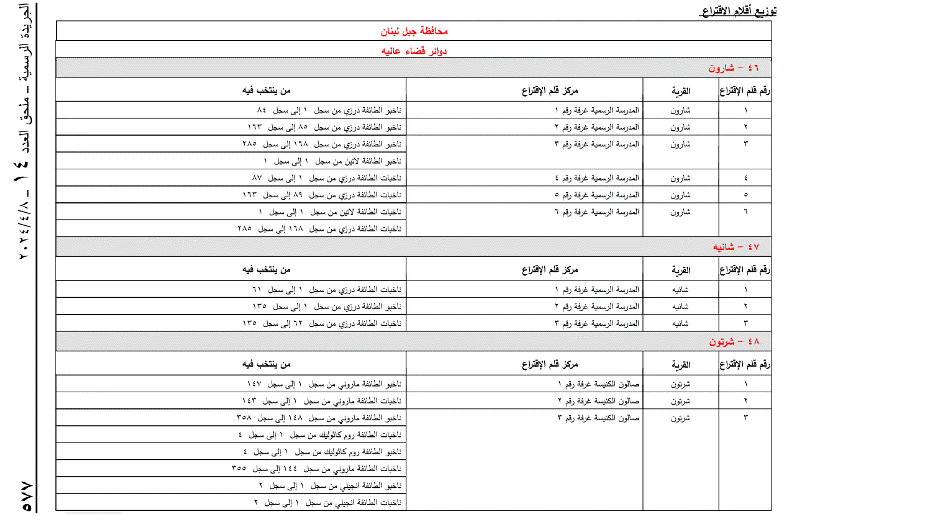 توزيع أقلام الإقتراع
محافظة جبل لبنان
دوائر قضاء عاليه
٤٦ - شارون
رقم قلم الإقتراع القرية مركز قلم الإقتراع من ينتخب فيه
١ شارون المدرسة الرسمية غرفة رقم ١ ناخبو الطائفة درزي من سجل ١ إلى سجل ٨٤
٢ شارون المدرسة الرسمية غرفة رقم ٢ ناخبو الطائفة درزي من سجل ٨٥ إلى سجل ١٦٣
٣ شارون المدرسة الرسمية غرفة رقم ٣ ناخبو الطائفة درزي من سجل ١٦٨ إلى سجل ٢٨٥
ناخبو الطائفة لاتين من سجل ١ إلى سجل ١
٤ شارون المدرسة الرسمية غرفة رقم ٤ ناخبات الطائفة درزي من سجل ١ إلى سجل ٨٧
٥ شارون المدرسة الرسمية غرفة رقم ٥ ناخبات الطائفة درزي من سجل ٨٩ إلى سجل ١٦٣
٦ شارون المدرسة الرسمية غرفة رقم ٦ ناخبات الطائفة لاتين من سجل ١ إلى سجل ١
ناخبات الطائفة درزي من سجل ١٦٨ إلى سجل ٢٨٥
٤٧ - شانيه
رقم قلم الإقتراع القرية مركز قلم الإقتراع من ينتخب فيه
١ شانيه المدرسة الرسمية غرفة رقم ١ ناخبات الطائفة درزي من سجل ١ إلى سجل ٦١
٢ شانيه المدرسة الرسمية غرفة رقم ٢ ناخبو الطائفة درزي من سجل ١ إلى سجل ١٣٥
٣ شانيه المدرسة الرسمية غرفة رقم ٣ ناخبات الطائفة درزي من سجل ٦٢ إلى سجل ١٣٥
٤٨ - شرتون
رقم قلم الإقتراع القرية مركز قلم الإقتراع من ينتخب فيه
١ شرتون صالون الكنيسة غرفة رقم ١ ناخبو الطائفة ماروني من سجل ١ إلى سجل ١٤٧
٢ شرتون صالون الكنيسة غرفة رقم ٢ ناخبات الطائفة ماروني من سجل ١ إلى سجل ١٤٣
٣ شرتون صالون الكنيسة غرفة رقم ٣ ناخبو الطائفة ماروني من سجل ١٤٨ إلى سجل ٣٥٨
ناخبات الطائفة روم كاثوليك من سجل ١ إلى سجل ٤
ناخبو الطائفة روم كاثوليك من سجل ١ إلى سجل ٤
ناخبات الطائفة ماروني من سجل ١٤٤ إلى سجل ٣٥٥
ناخبو الطائفة انجيلي من سجل ١ إلى سجل ٢
ناخبات الطائفة انجيلي من سجل ١ إلى سجل ٢
الجريدة الرسمية – ملحق العدد ١٤ – ٢٠٢٤/٤/٨
٥٧٧